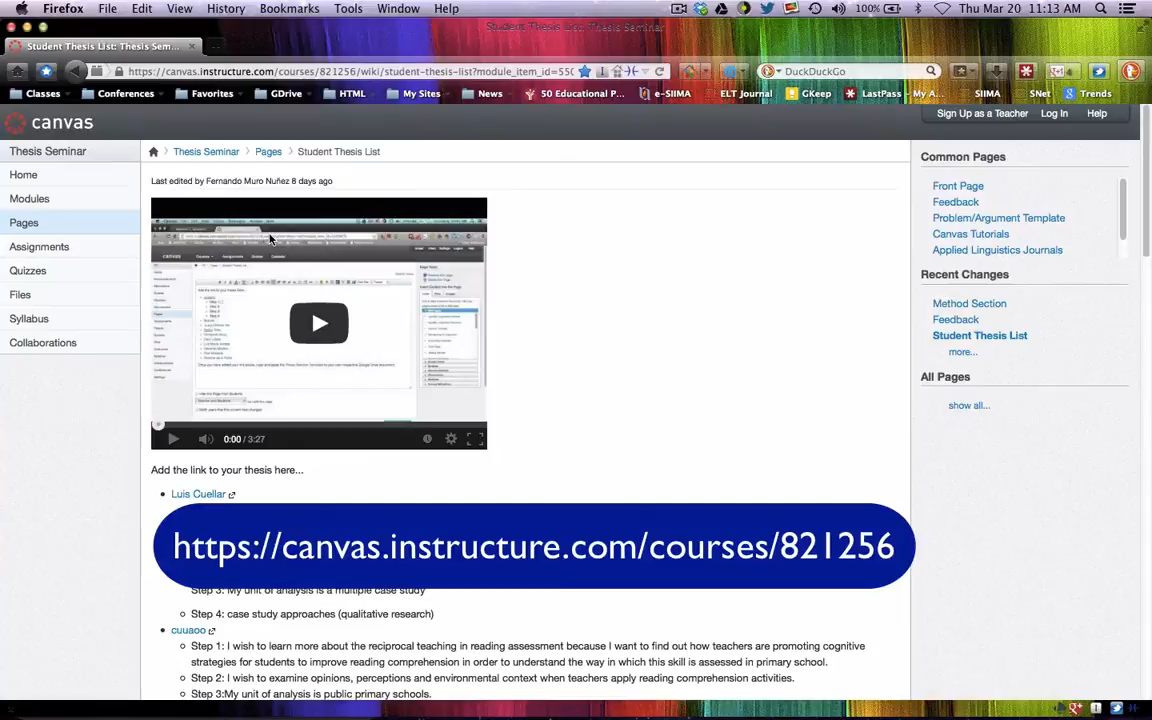 Firefox File Edit View History Bookmarks Tools Window Help 100% Thu Mar 20 11:13 AM
Student Thesis List: Thesis Seminar
Student Thesis List: Thesis Sem...
https://canvas.instructure.com/courses/821256/wiki/student-thesis-list?module_item_id=550 DuckDuckGo
Classes Conferences Favorites GDrive HTML My Sites News 50 Educational P... e-SIIMA ELT Journal GKeep LastPass - My A... SIIMA SNet Trends
canvas
Sign Up as a Teacher Log In Help
Thesis Seminar
Home
Modules
Pages
Assignments
Quizzes
Files
Syllabus
Collaborations
Thesis Seminar Pages Student Thesis List
Last edited by Fernando Muro Nuñez 8 days ago
0:00 / 3:27
Add the link to your thesis here...
Luis Cuellar
https://canvas.instructure.com/courses/821256
Step 3: My unit of analysis is a multiple case study
Step 4: case study approaches (qualitative research)
cuuaoo
Step 1: I wish to learn more about the reciprocal teaching in reading assessment because I want to find out how teachers are promoting cognitive
strategies for students to improve reading comprehension in order to understand the way in which this skill is assessed in primary school.
Step 2: I wish to examine opinions, perceptions and environmental context when teachers apply reading comprehension activities.
Step 3:My unit of analysis is public primary schools.
Common Pages
Front Page
Feedback
Problem/Argument Template
Canvas Tutorials
Applied Linguistics Journals
Recent Changes
Method Section
Feedback
Student Thesis List
more...
All Pages
show all...